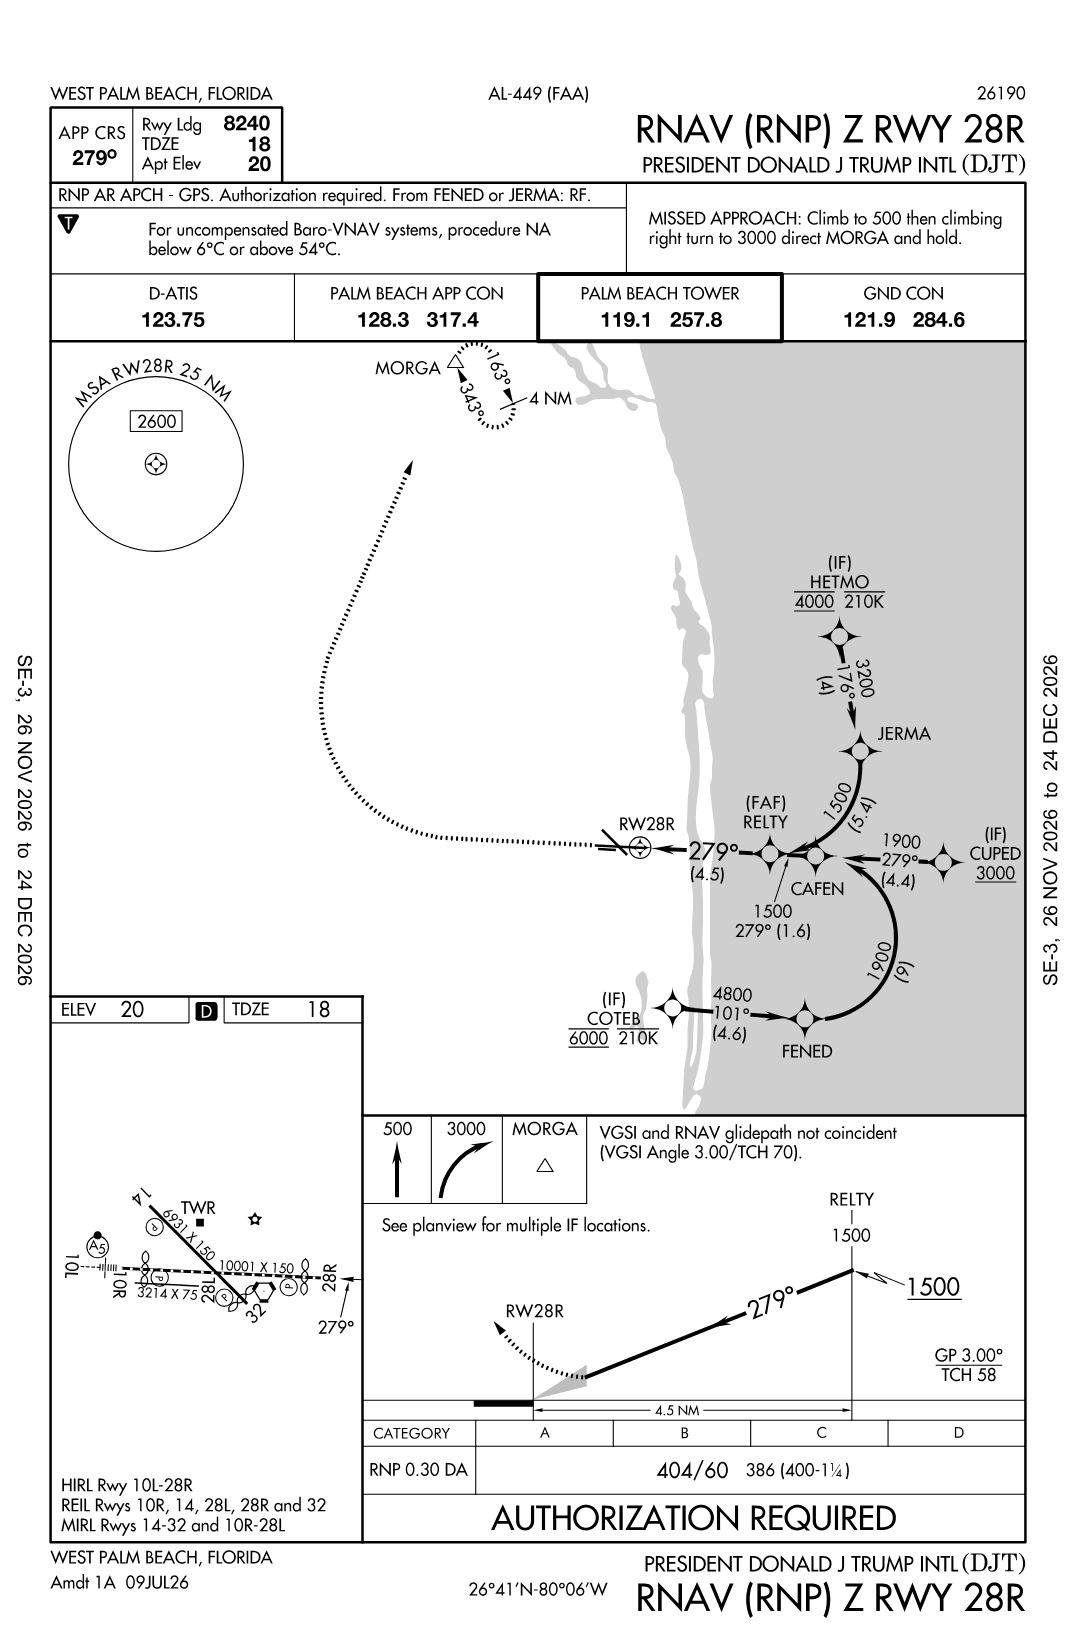 WEST PALM BEACH, FLORIDA
AL-449 (FAA)
26190
APP CRS
279°
Rwy Ldg 8240
TDZE 18
Apt Elev 20
RNAV (RNP) Z RWY 28R
PRESIDENT DONALD J TRUMP INTL (DJT)
RNP AR APCH - GPS. Authorization required. From FENED or JERMA: RF.
T
For uncompensated Baro-VNAV systems, procedure NA
below 6°C or above 54°C.
MISSED APPROACH: Climb to 500 then climbing
right turn to 3000 direct MORGA and hold.
D-ATIS
123.75
PALM BEACH APP CON
128.3 317.4
PALM BEACH TOWER
119.1 257.8
GND CON
121.9 284.6
MSA RW28R 25 NM
2600
MORGA
163°
343°
4 NM
(IF)
HETMO
4000 210K
3200
176°
(4)
JERMA
1500
(5.4)
(FAF)
RELTY
RW28R
279°
(4.5)
CAFEN
1500
279° (1.6)
1900
279°
(4.4)
(IF)
CUPED
3000
1900
(9)
(IF)
COTEB
6000 210K
4800
101°
(4.6)
FENED
SE-3, 26 NOV 2026 to 24 DEC 2026
SE-3, 26 NOV 2026 to 24 DEC 2026
ELEV 20
D
TDZE 18
14
TWR
6931 X 150
P
A5
10L
10R
10001 X 150
P
3214 X 75
28L
P
32
P
28R
279°
HIRL Rwy 10L-28R
REIL Rwys 10R, 14, 28L, 28R and 32
MIRL Rwys 14-32 and 10R-28L
500
3000
MORGA
VGSI and RNAV glidepath not coincident
(VGSI Angle 3.00/TCH 70).
See planview for multiple IF locations.
RELTY
1500
1500
279°
RW28R
GP 3.00°
TCH 58
4.5 NM
CATEGORY
A
B
C
D
RNP 0.30 DA
404/60 386 (400-1¼)
AUTHORIZATION REQUIRED
WEST PALM BEACH, FLORIDA
Amdt 1A 09JUL26
26°41'N-80°06'W
PRESIDENT DONALD J TRUMP INTL (DJT)
RNAV (RNP) Z RWY 28R